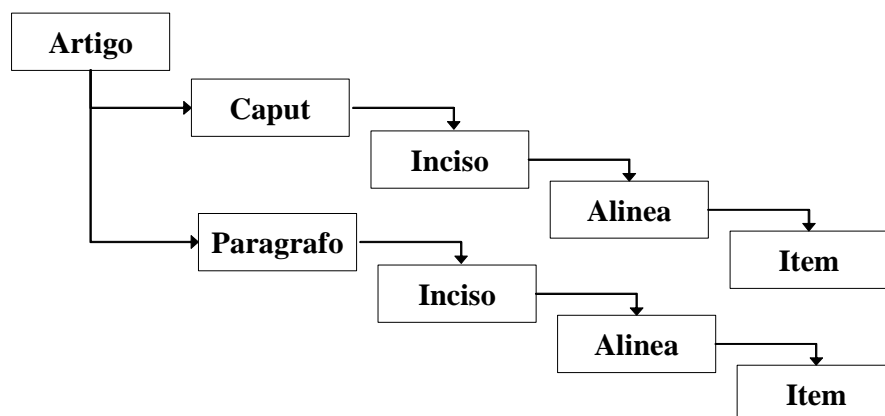 Artigo
Caput
Inciso
Alinea
Item
Paragrafo
Inciso
Alinea
Item